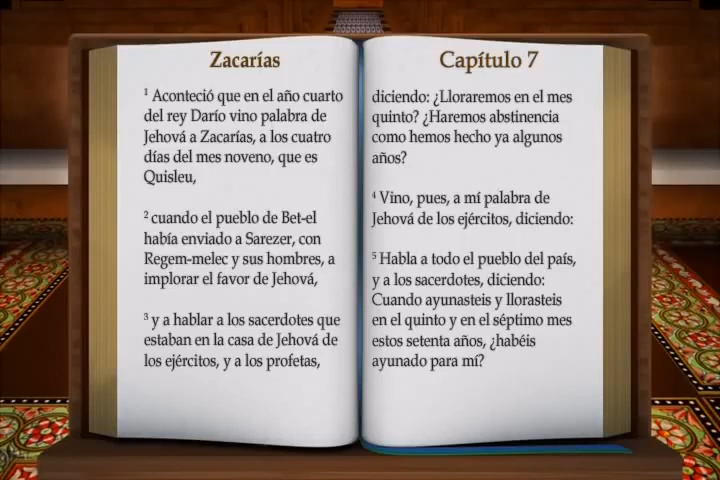 Zacarías
¹ Aconteció que en el año cuarto
del rey Darío vino palabra de
Jehová a Zacarías, a los cuatro
días del mes noveno, que es
Quisleu,
² cuando el pueblo de Bet-el
había enviado a Sarezer, con
Regem-melec y sus hombres, a
implorar el favor de Jehová,
³ y a hablar a los sacerdotes que
estaban en la casa de Jehová de
los ejércitos, y a los profetas,
Capítulo 7
diciendo: ¿Lloraremos en el mes
quinto? ¿Haremos abstinencia
como hemos hecho ya algunos
años?
⁴ Vino, pues, a mí palabra de
Jehová de los ejércitos, diciendo:
⁵ Habla a todo el pueblo del país,
y a los sacerdotes, diciendo:
Cuando ayunasteis y llorasteis
en el quinto y en el séptimo mes
estos setenta años, ¿habéis
ayunado para mí?